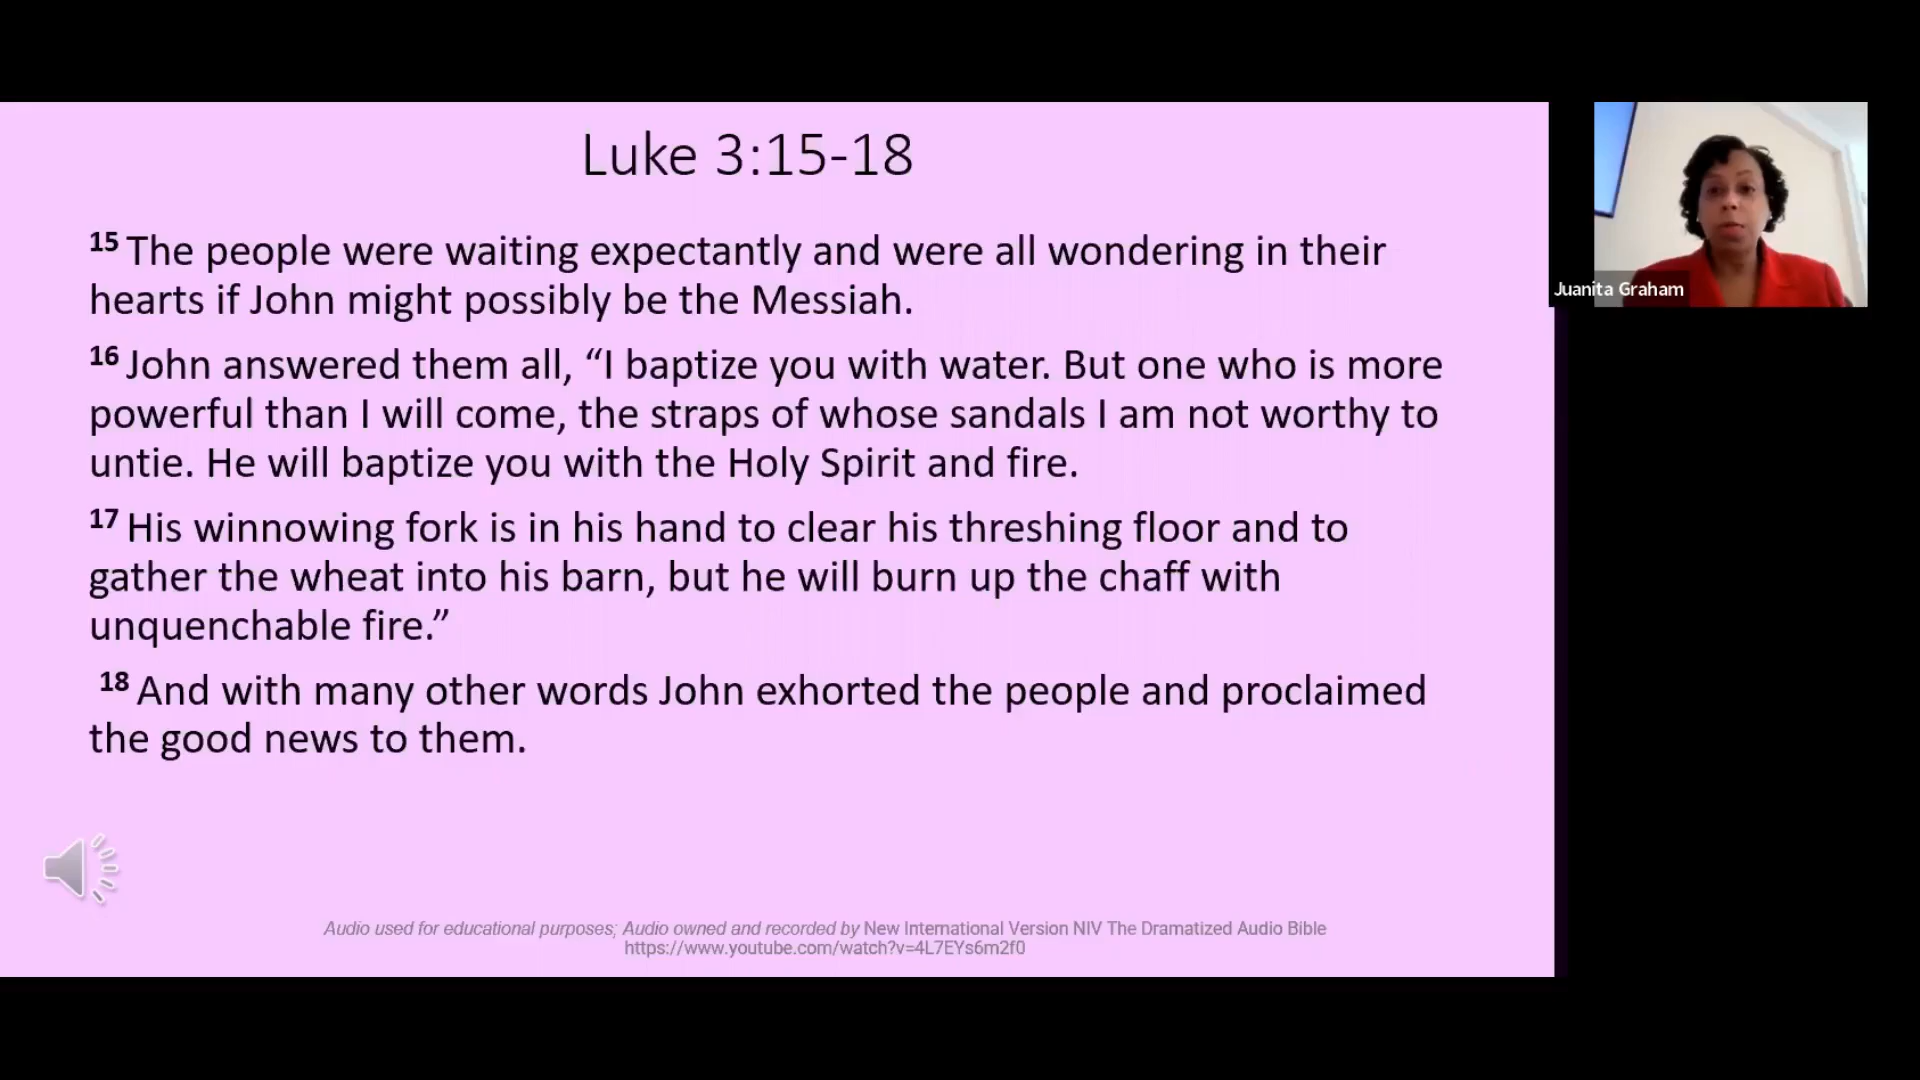 Luke 3:15-18
15 The people were waiting expectantly and were all wondering in their
hearts if John might possibly be the Messiah.
16 John answered them all, “I baptize you with water. But one who is more
powerful than I will come, the straps of whose sandals I am not worthy to
untie. He will baptize you with the Holy Spirit and fire.
17 His winnowing fork is in his hand to clear his threshing floor and to
gather the wheat into his barn, but he will burn up the chaff with
unquenchable fire.”
18 And with many other words John exhorted the people and proclaimed
the good news to them.
Audio used for educational purposes; Audio owned and recorded by New International Version NIV The Dramatized Audio Bible
https://www.youtube.com/watch?v=4L7EYs6m2f0
Juanita Graham